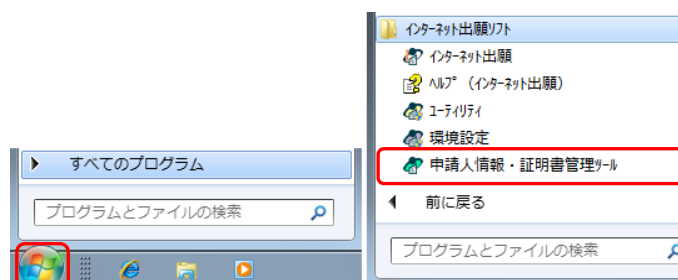 すべてのプログラム
プログラムとファイルの検索
インターネット出願ソフト
インターネット出願
ヘルプ (インターネット出願)
ユーティリティ
環境設定
申請人情報・証明書管理ツール
前に戻る
プログラムとファイルの検索